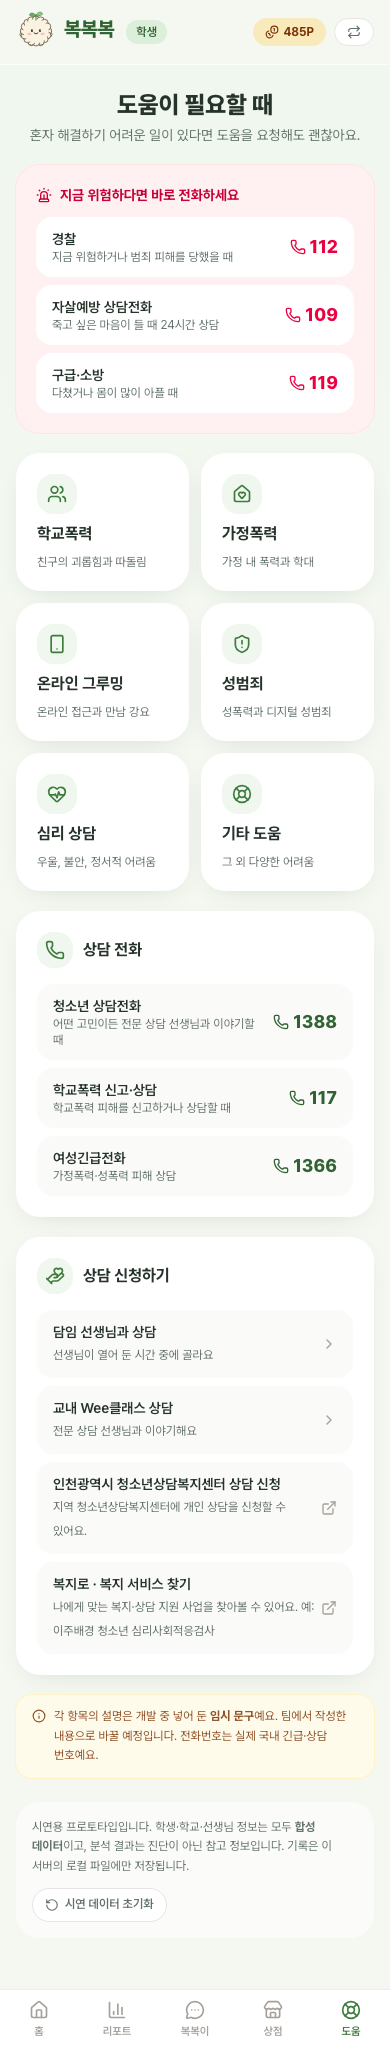 복복복
학생
485P
도움이 필요할 때
혼자 해결하기 어려운 일이 있다면 도움을 요청해도 괜찮아요.
지금 위험하다면 바로 전화하세요
경찰
지금 위험하거나 범죄 피해를 당했을 때
112
자살예방 상담전화
죽고 싶은 마음이 들 때 24시간 상담
109
구급·소방
다쳤거나 몸이 많이 아플 때
119
학교폭력
친구의 괴롭힘과 따돌림
가정폭력
가정 내 폭력과 학대
온라인 그루밍
온라인 접근과 만남 강요
성범죄
성폭력과 디지털 성범죄
심리 상담
우울, 불안, 정서적 어려움
기타 도움
그 외 다양한 어려움
상담 전화
청소년 상담전화
어떤 고민이든 전문 상담 선생님과 이야기할
때
1388
학교폭력 신고·상담
학교폭력 피해를 신고하거나 상담할 때
117
여성긴급전화
가정폭력·성폭력 피해 상담
1366
상담 신청하기
담임 선생님과 상담
선생님이 열어 둔 시간 중에 골라요
교내 Wee클래스 상담
전문 상담 선생님과 이야기해요
인천광역시 청소년상담복지센터 상담 신청
지역 청소년상담복지센터에 개인 상담을 신청할 수
있어요.
복지로 · 복지 서비스 찾기
나에게 맞는 복지·상담 지원 사업을 찾아볼 수 있어요. 예:
이주배경 청소년 심리사회적응검사
각 항목의 설명은 개발 중 넣어 둔 임시 문구예요. 팀에서 작성한
내용으로 바꿀 예정입니다. 전화번호는 실제 국내 긴급·상담
번호예요.
시연용 프로토타입입니다. 학생·학교·선생님 정보는 모두 합성
데이터이고, 분석 결과는 진단이 아닌 참고 정보입니다. 기록은 이
서버의 로컬 파일에만 저장됩니다.
시연 데이터 초기화
홈
리포트
복복이
상점
도움